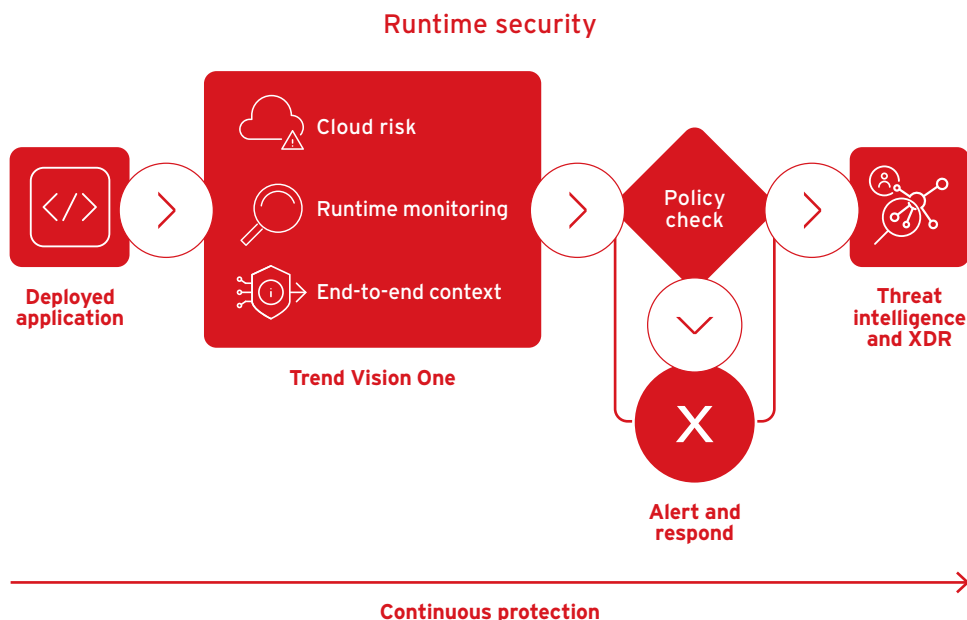 Runtime security
Cloud risk
Runtime monitoring
End-to-end context
Deployed
application
Trend Vision One
Policy
check
X
Alert and
respond
Threat
intelligence
and XDR
Continuous protection